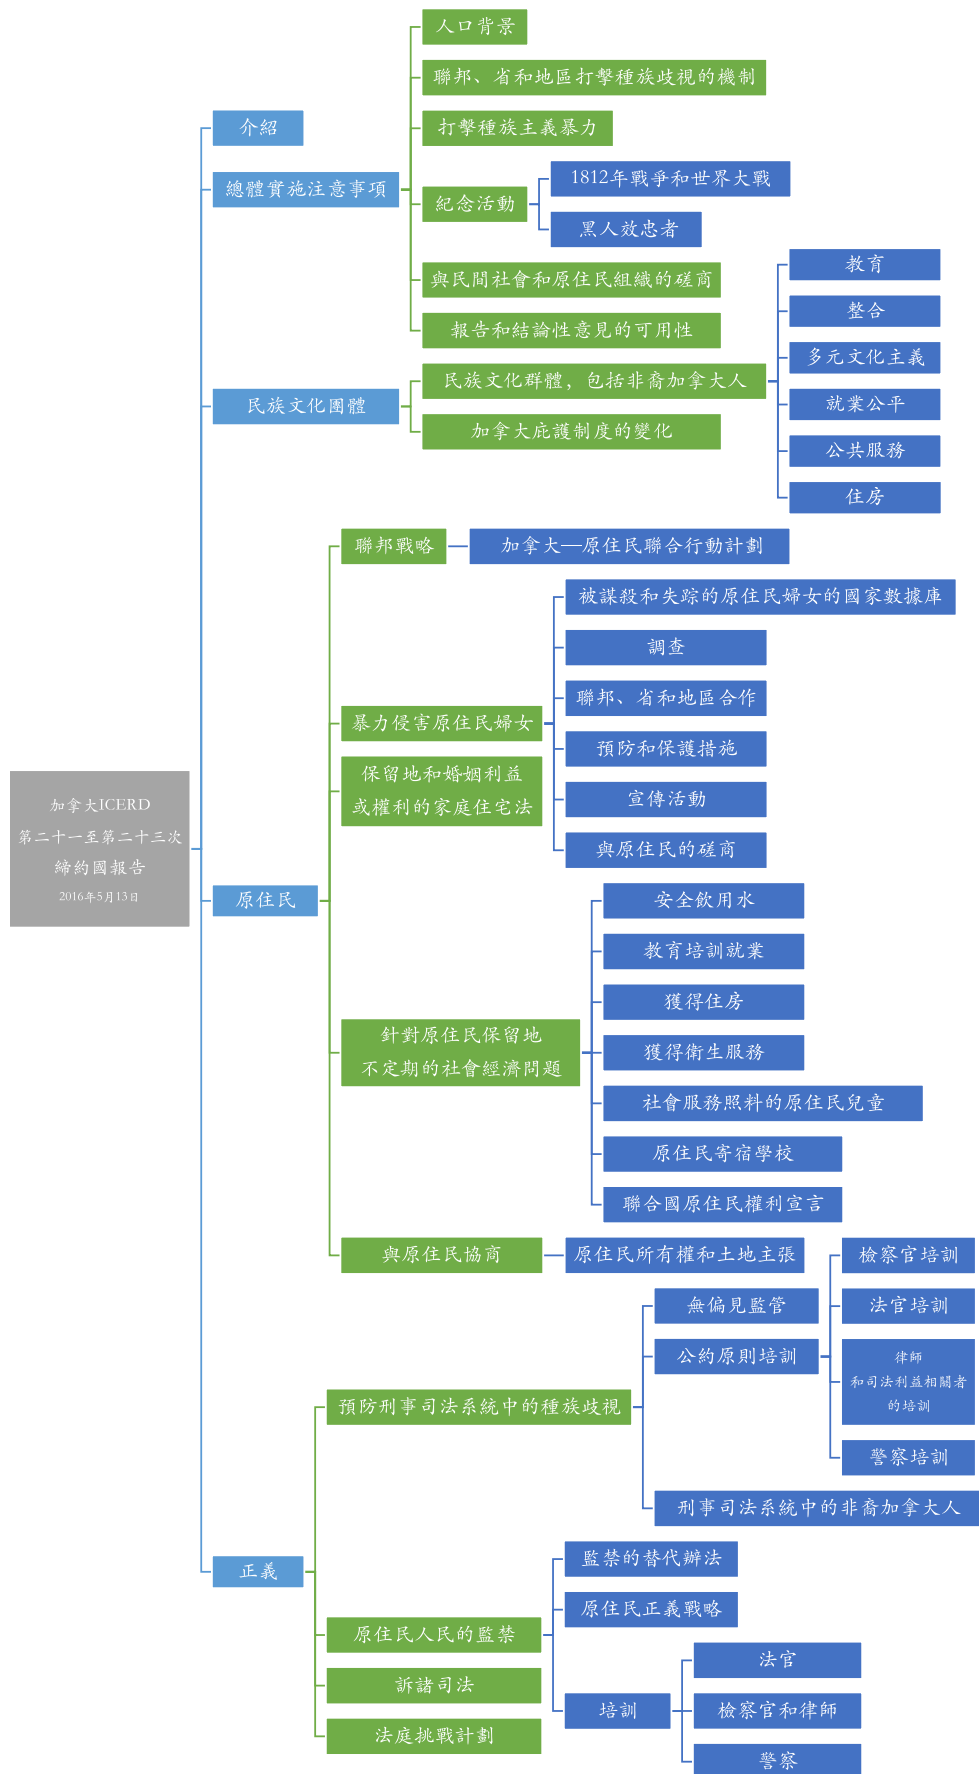 加拿大ICERD
第二十一至第二十三次
締約國報告
2016年5月13日
介紹
總體實施注意事項
人口背景
聯邦、省和地區打擊種族歧視的機制
打擊種族主義暴力
紀念活動
1812年戰爭和世界大戰
黑人效忠者
與民間社會和原住民組織的磋商
報告和結論性意見的可用性
民族文化團體
民族文化群體，包括非裔加拿大人
教育
整合
多元文化主義
就業公平
公共服務
住房
加拿大庇護制度的變化
原住民
聯邦戰略
加拿大—原住民聯合行動計劃
暴力侵害原住民婦女
被謀殺和失踪的原住民婦女的國家數據庫
調查
聯邦、省和地區合作
預防和保護措施
宣傳活動
與原住民的磋商
保留地和婚姻利益
或權利的家庭住宅法
針對原住民保留地
不定期的社會經濟問題
安全飲用水
教育培訓就業
獲得住房
獲得衛生服務
社會服務照料的原住民兒童
原住民寄宿學校
聯合國原住民權利宣言
與原住民協商
原住民所有權和土地主張
正義
預防刑事司法系統中的種族歧視
無偏見監管
公約原則培訓
檢察官培訓
法官培訓
律師
和司法利益相關者
的培訓
警察培訓
刑事司法系統中的非裔加拿大人
原住民人民的監禁
監禁的替代辦法
原住民正義戰略
培訓
法官
檢察官和律師
警察
訴諸司法
法庭挑戰計劃